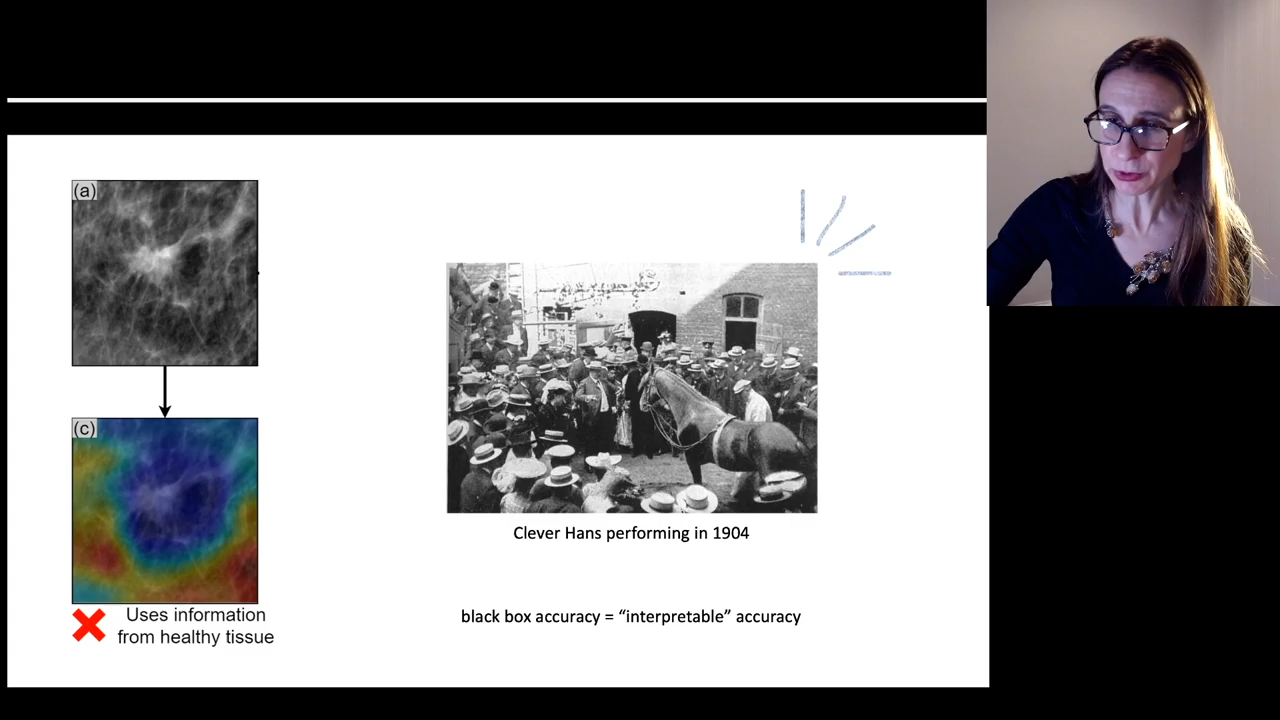 (a)
(c)
Uses information
from healthy tissue
Clever Hans performing in 1904
black box accuracy = “interpretable” accuracy